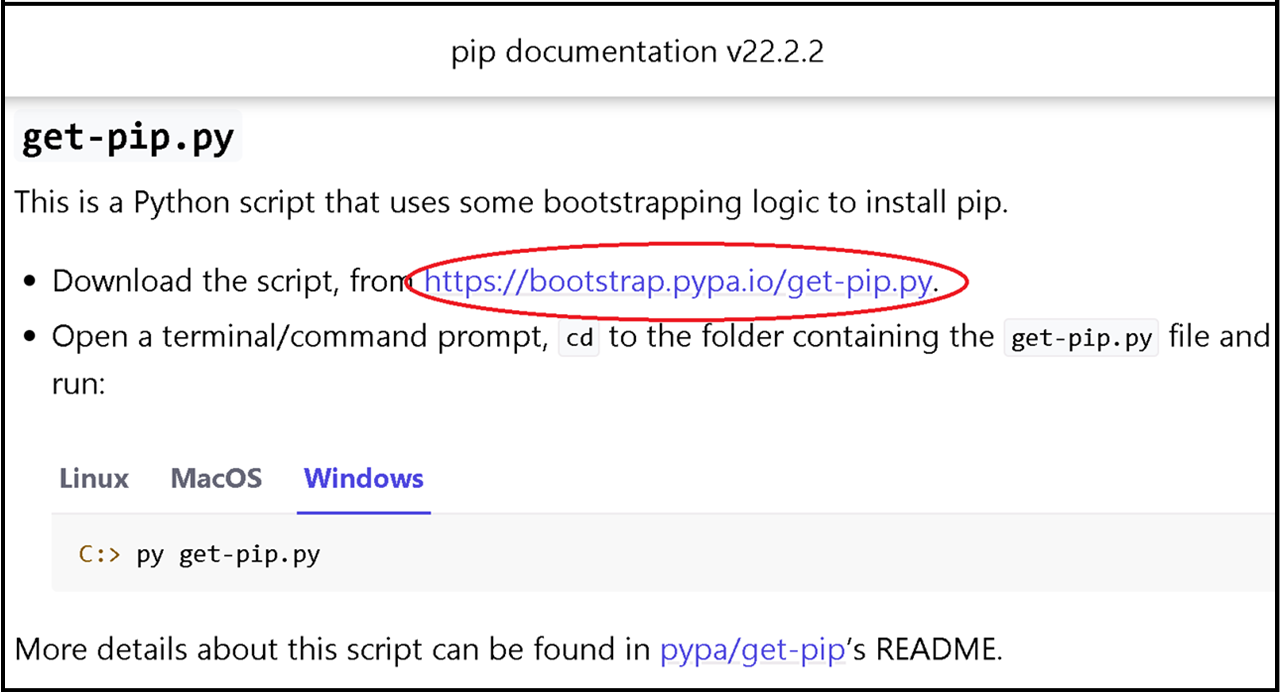 pip documentation v22.2.2
get-pip.py
This is a Python script that uses some bootstrapping logic to install pip.
• Download the script, from https://bootstrap.pypa.io/get-pip.py.
• Open a terminal/command prompt, cd to the folder containing the get-pip.py file and
run:
Linux MacOS Windows
C:> py get-pip.py
More details about this script can be found in pypa/get-pip’s README.